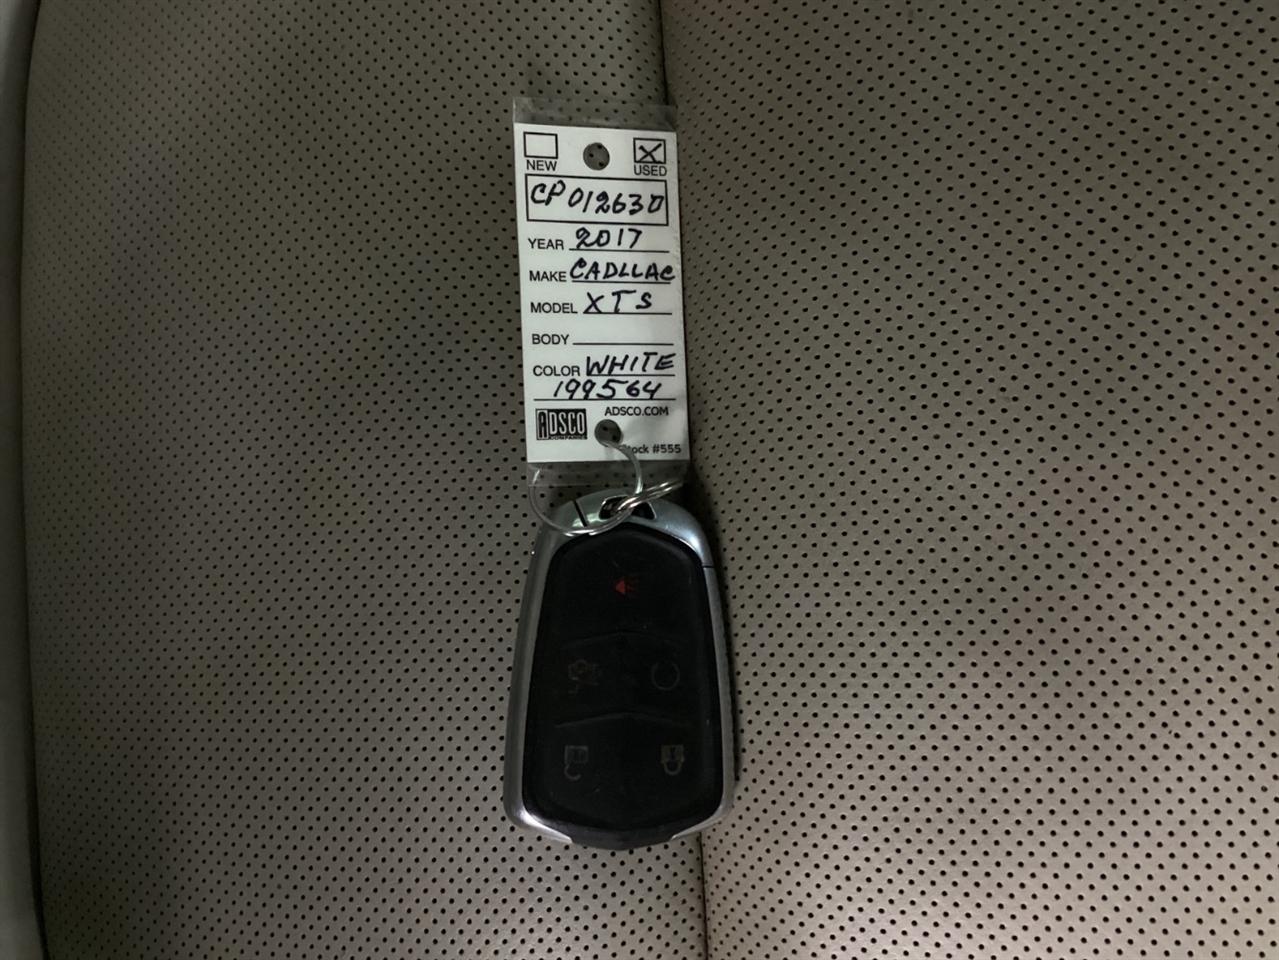 NEW USED
CP012630
YEAR 2017
MAKE CADLLAC
MODEL XTS
BODY
COLOR WHITE
199564
ADSCO ADSCO.COM
Stock #555